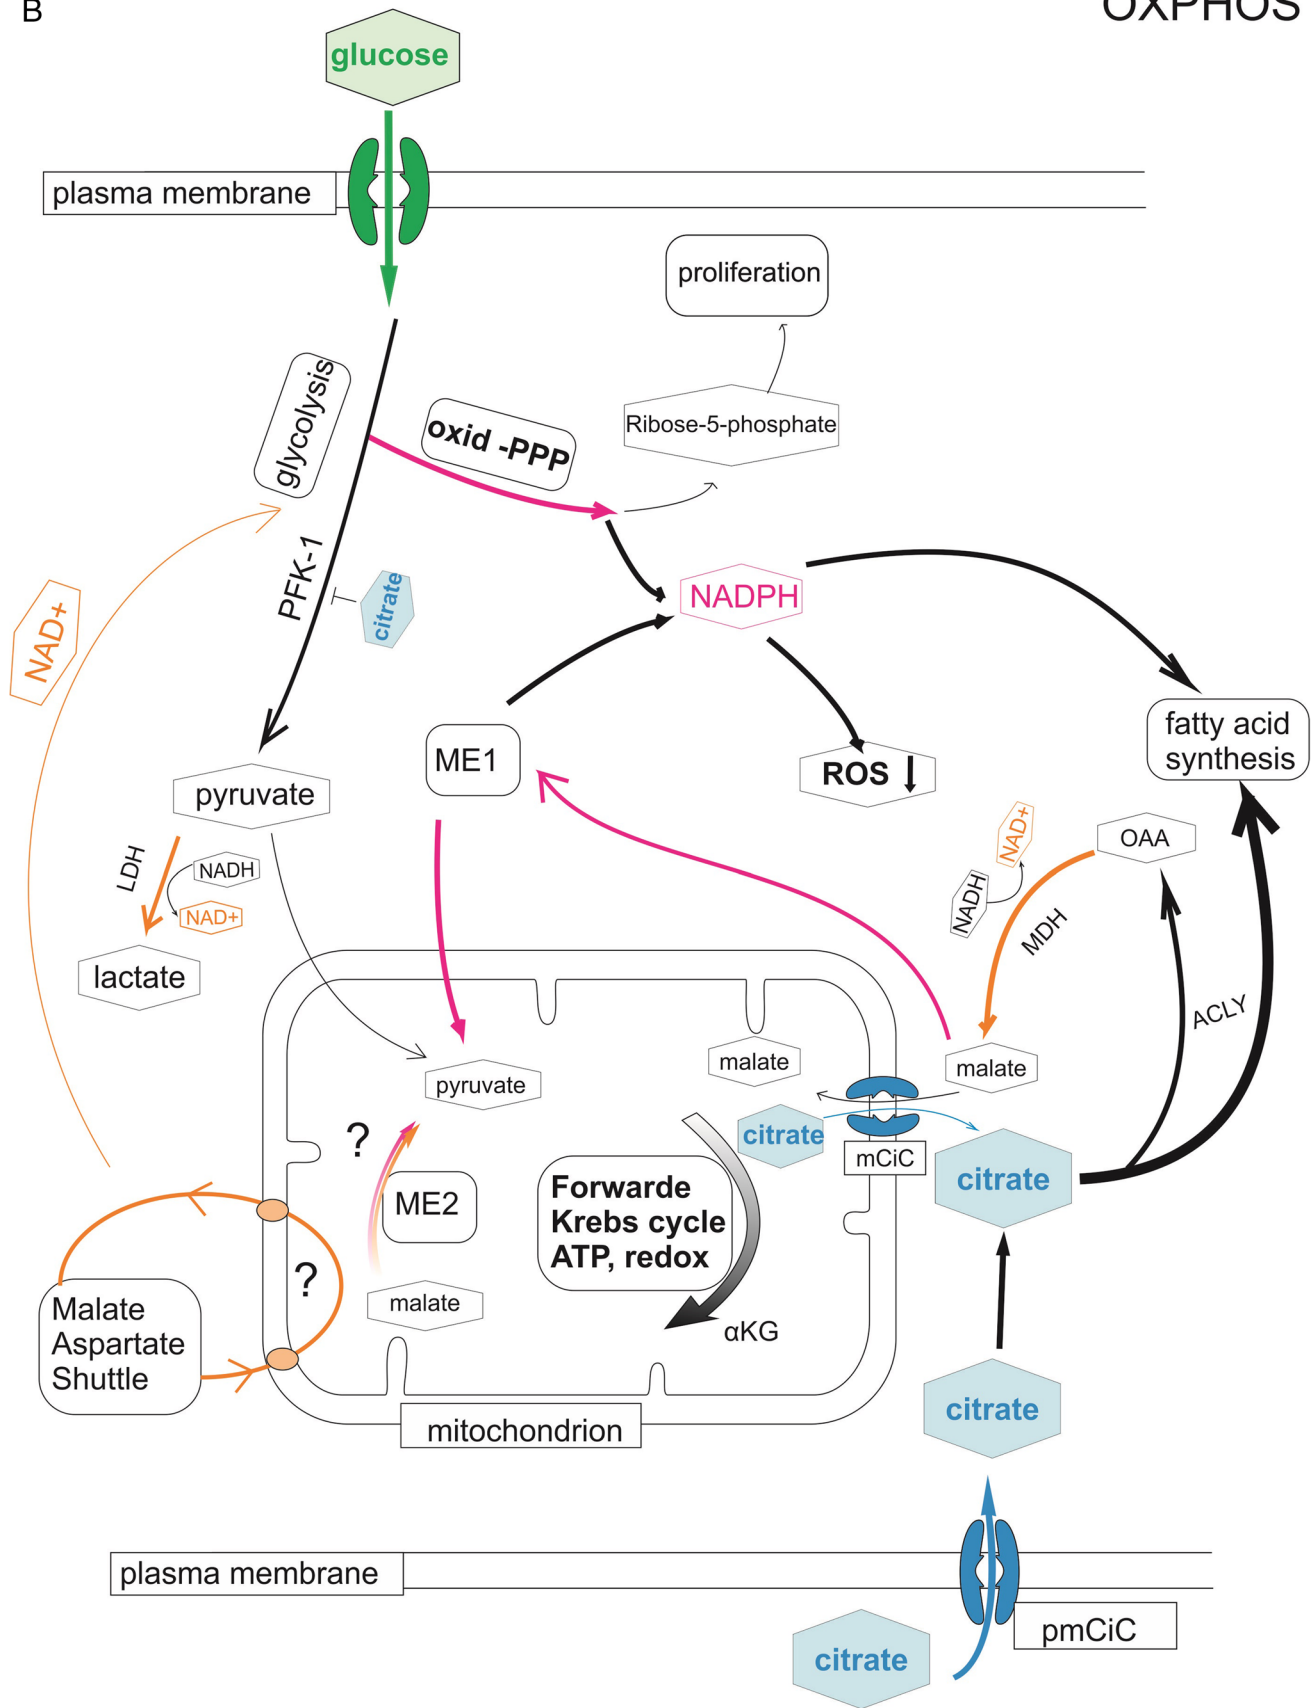 B
OXPHOS
glucose
plasma membrane
proliferation
glycolysis
oxid -PPP
Ribose-5-phosphate
PFK-1
citrate
NADPH
NAD+
fatty acid
synthesis
ME1
ROS
pyruvate
LDH
NADH
NAD+
lactate
NAD+
NADH
OAA
MDH
ACLY
malate
malate
pyruvate
citrate
mCiC
citrate
?
ME2
Forwarde
Krebs cycle
ATP, redox
?
malate
αKG
Malate
Aspartate
Shuttle
mitochondrion
citrate
plasma membrane
pmCiC
citrate